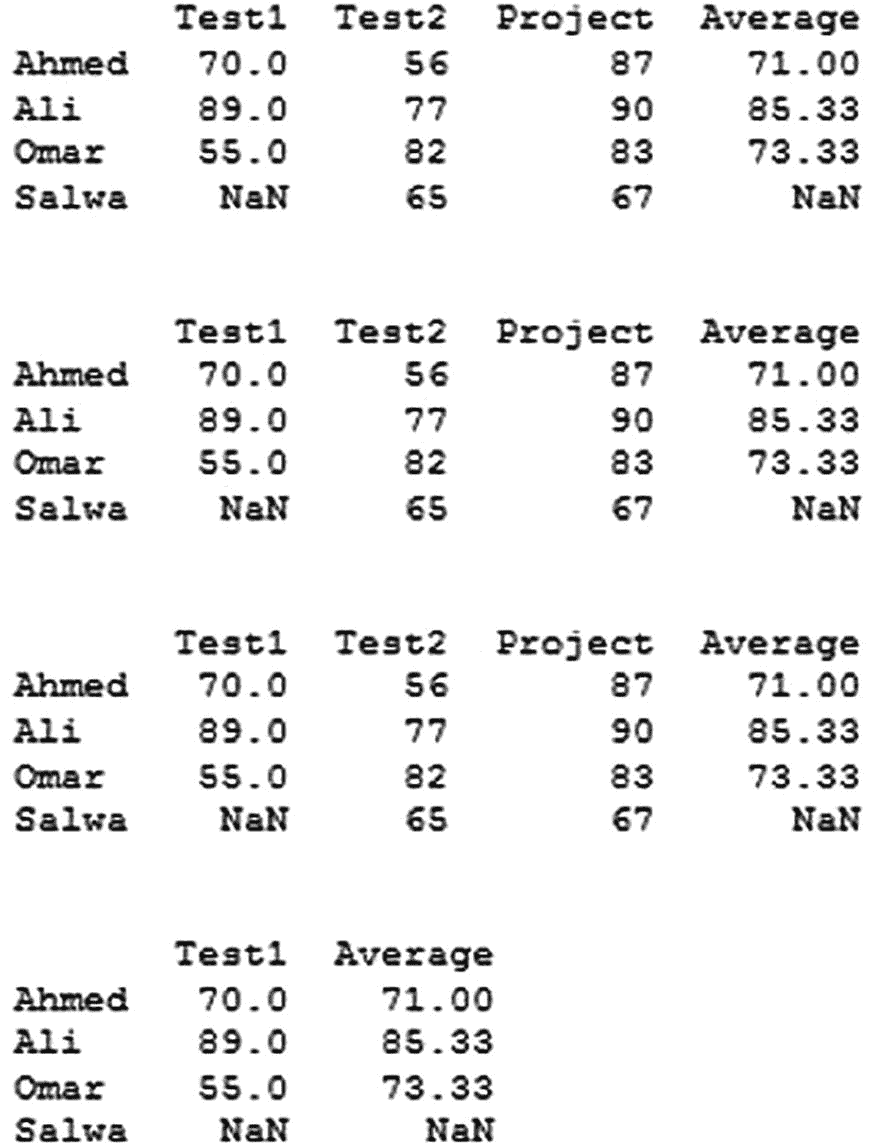 Test1 Test2 Project Average
Ahmed 70.0 56 87 71.00
Ali 89.0 77 90 85.33
Omar 55.0 82 83 73.33
Salwa NaN 65 67 NaN
Test1 Test2 Project Average
Ahmed 70.0 56 87 71.00
Ali 89.0 77 90 85.33
Omar 55.0 82 83 73.33
Salwa NaN 65 67 NaN
Test1 Test2 Project Average
Ahmed 70.0 56 87 71.00
Ali 89.0 77 90 85.33
Omar 55.0 82 83 73.33
Salwa NaN 65 67 NaN
Test1 Average
Ahmed 70.0 71.00
Ali 89.0 85.33
Omar 55.0 73.33
Salwa NaN NaN